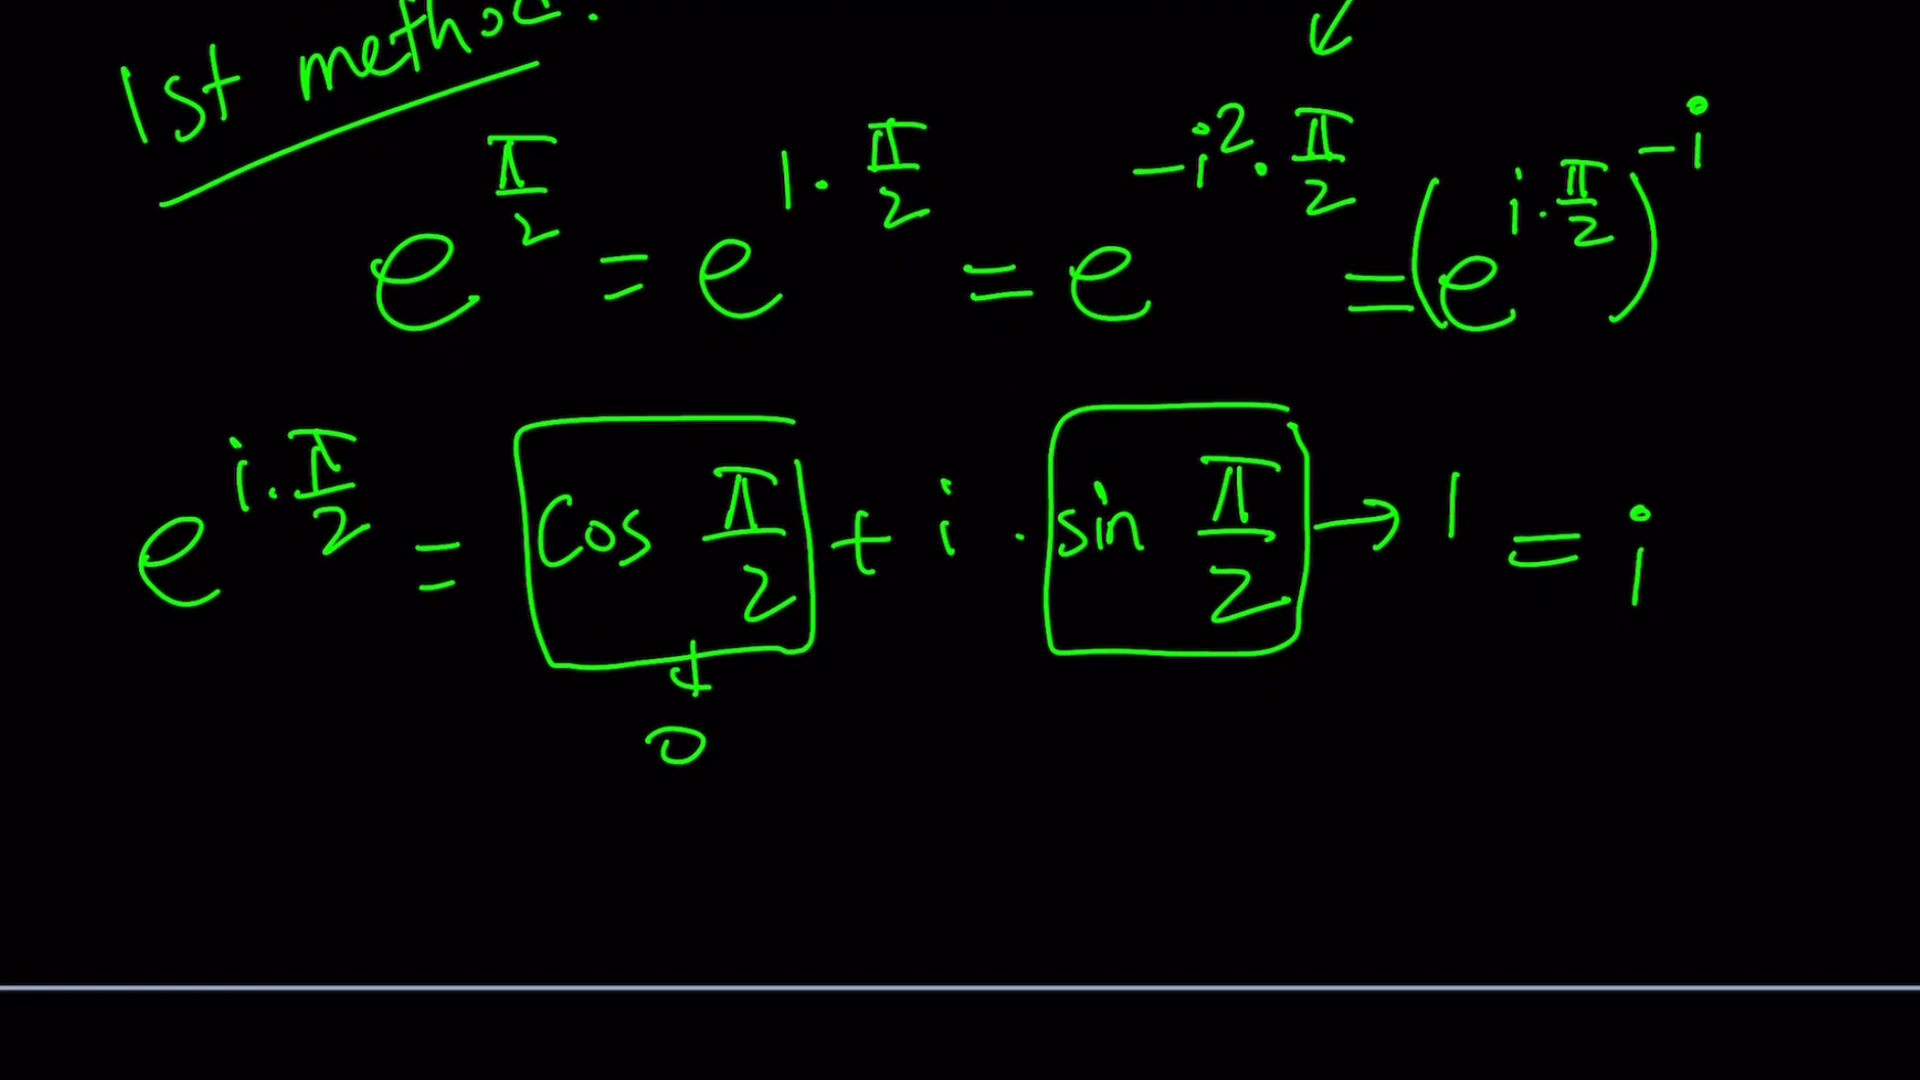 1st method:
e^{π/2} = e^{1·π/2} = e^{-i²·π/2} = (e^{i·π/2})^{-i}
e^{i·π/2} = cos π/2 + i · sin π/2 → 1 = i
↓
0